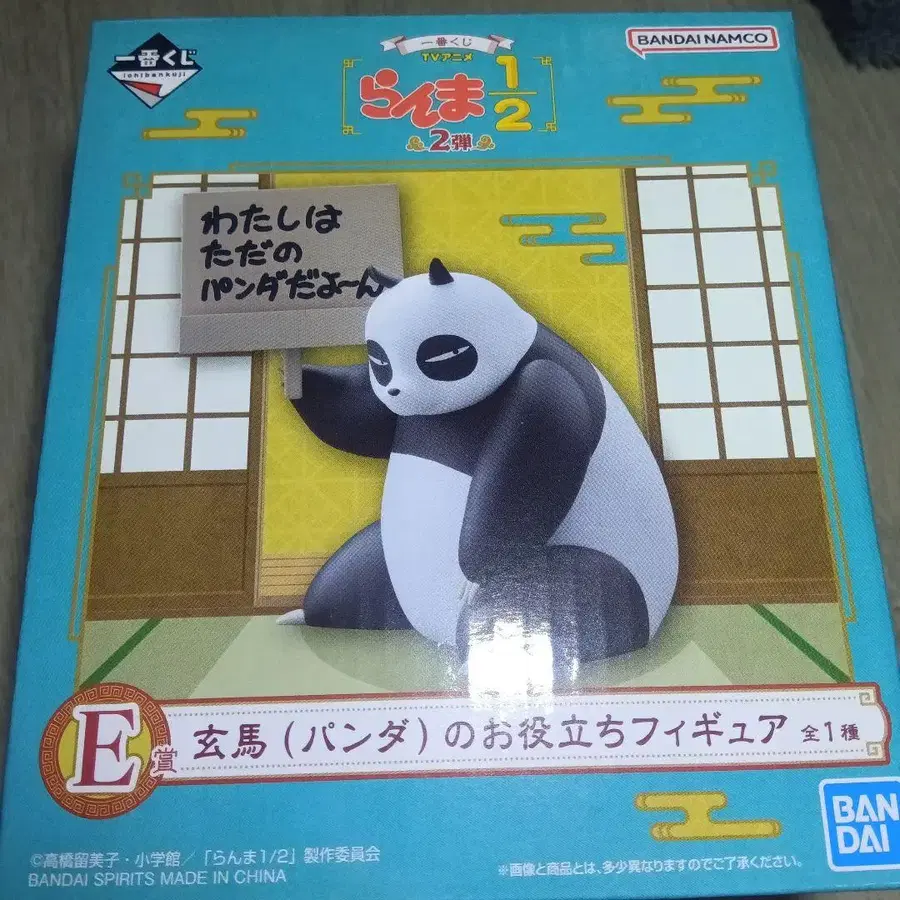 一番くじ
ichibankuji
一番くじ
TVアニメ
らんま1/2
2弾
BANDAI NAMCO
わたしは
ただの
パンダだよ〜ん
E賞 玄馬(パンダ)のお役立ちフィギュア 全1種
©高橋留美子・小学館/「らんま1/2」製作委員会
BANDAI SPIRITS MADE IN CHINA
※画像と商品とは、多少異なりますのでご了承ください。
BAN
DAI